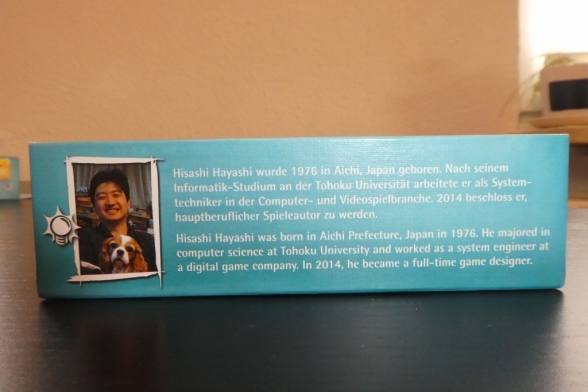 Hisashi Hayashi wurde 1976 in Aichi, Japan geboren. Nach seinem
Informatik-Studium an der Tohoku Universität arbeitete er als System-
techniker in der Computer- und Videospielbranche. 2014 beschloss er,
hauptberuflicher Spieleautor zu werden.
Hisashi Hayashi was born in Aichi Prefecture, Japan in 1976. He majored in
computer science at Tohoku University and worked as a system engineer at
a digital game company. In 2014, he became a full-time game designer.